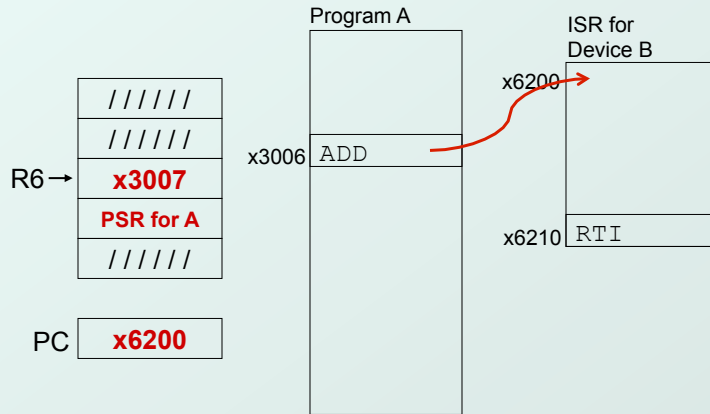 Program A
ISR for
Device B
x6200
//////
//////
x3006 ADD
R6 x3007
PSR for A
x6210 RTI
//////
PC x6200